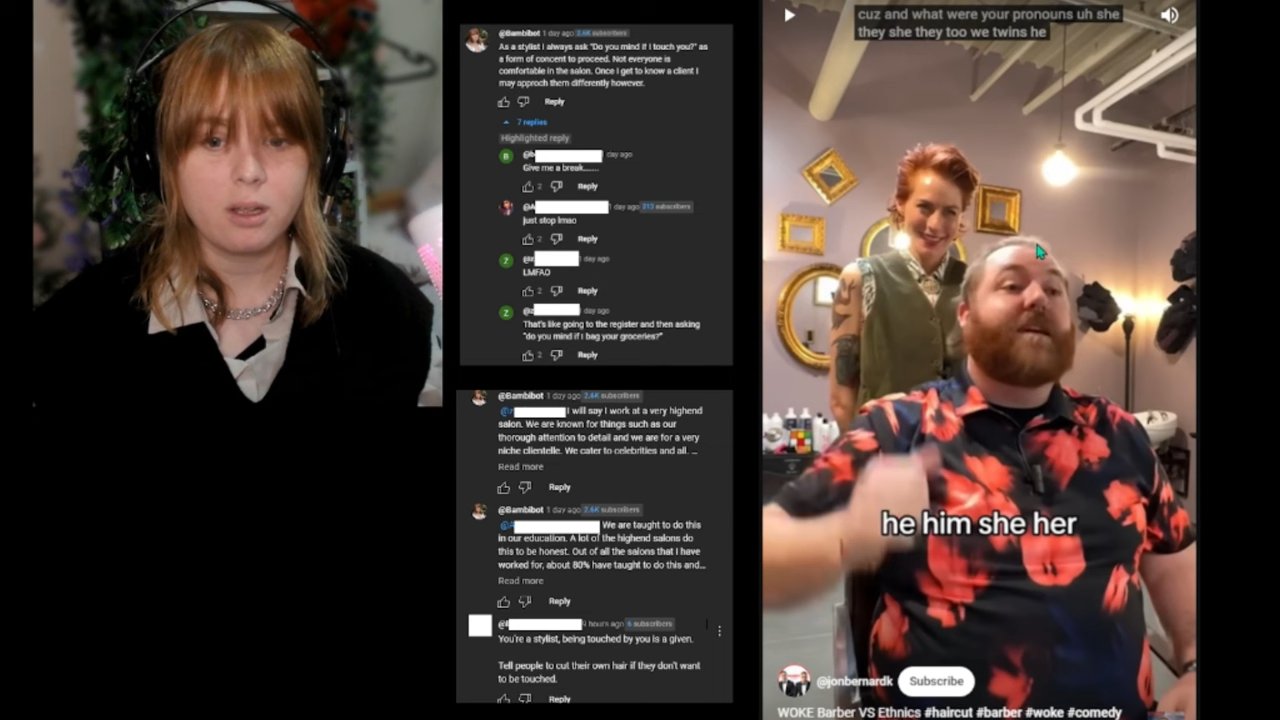 @Bambibot 1 day ago 2.6K subscribers
As a stylist i always ask "Do you mind if I touch you?" as
a form of concent to proceed. Not everyone is
comfortable in the salon. Once i get to know a client I
may approch them differently however.
Reply
7 replies
Highlighted reply
B
day ago
Give me a break.......
2 Reply
1 day ago 213 subscribers
just stop lmao
2 Reply
Z
day ago
LMFAO
2 Reply
Z
day ago
That's like going to the register and then asking
"do you mind if I bag your groceries?"
2 Reply
@Bambibot 1 day ago 2.6K subscribers
I will say I work at a very highend
salon. We are known for things such as our
thorough attention to detail and we are for a very
niche clientelle. We cater to celebrities and all. ...
Read more
Reply
@Bambibot 1 day ago 2.6K subscribers
We are taught to do this
in our education. A lot of the highend salons do
this to be honest. Out of all the salons that I have
worked for, about 80% have taught to do this and...
Read more
Reply
hours ago 6 subscribers
You're a stylist, being touched by you is a given.
Tell people to cut their own hair if they don't want
to be touched.
Reply
cuz and what were your pronouns uh she
they she they too we twins he
he him she her
@jonbernardk Subscribe
WOKE Barber VS Ethnics #haircut #barber #woke #comedy